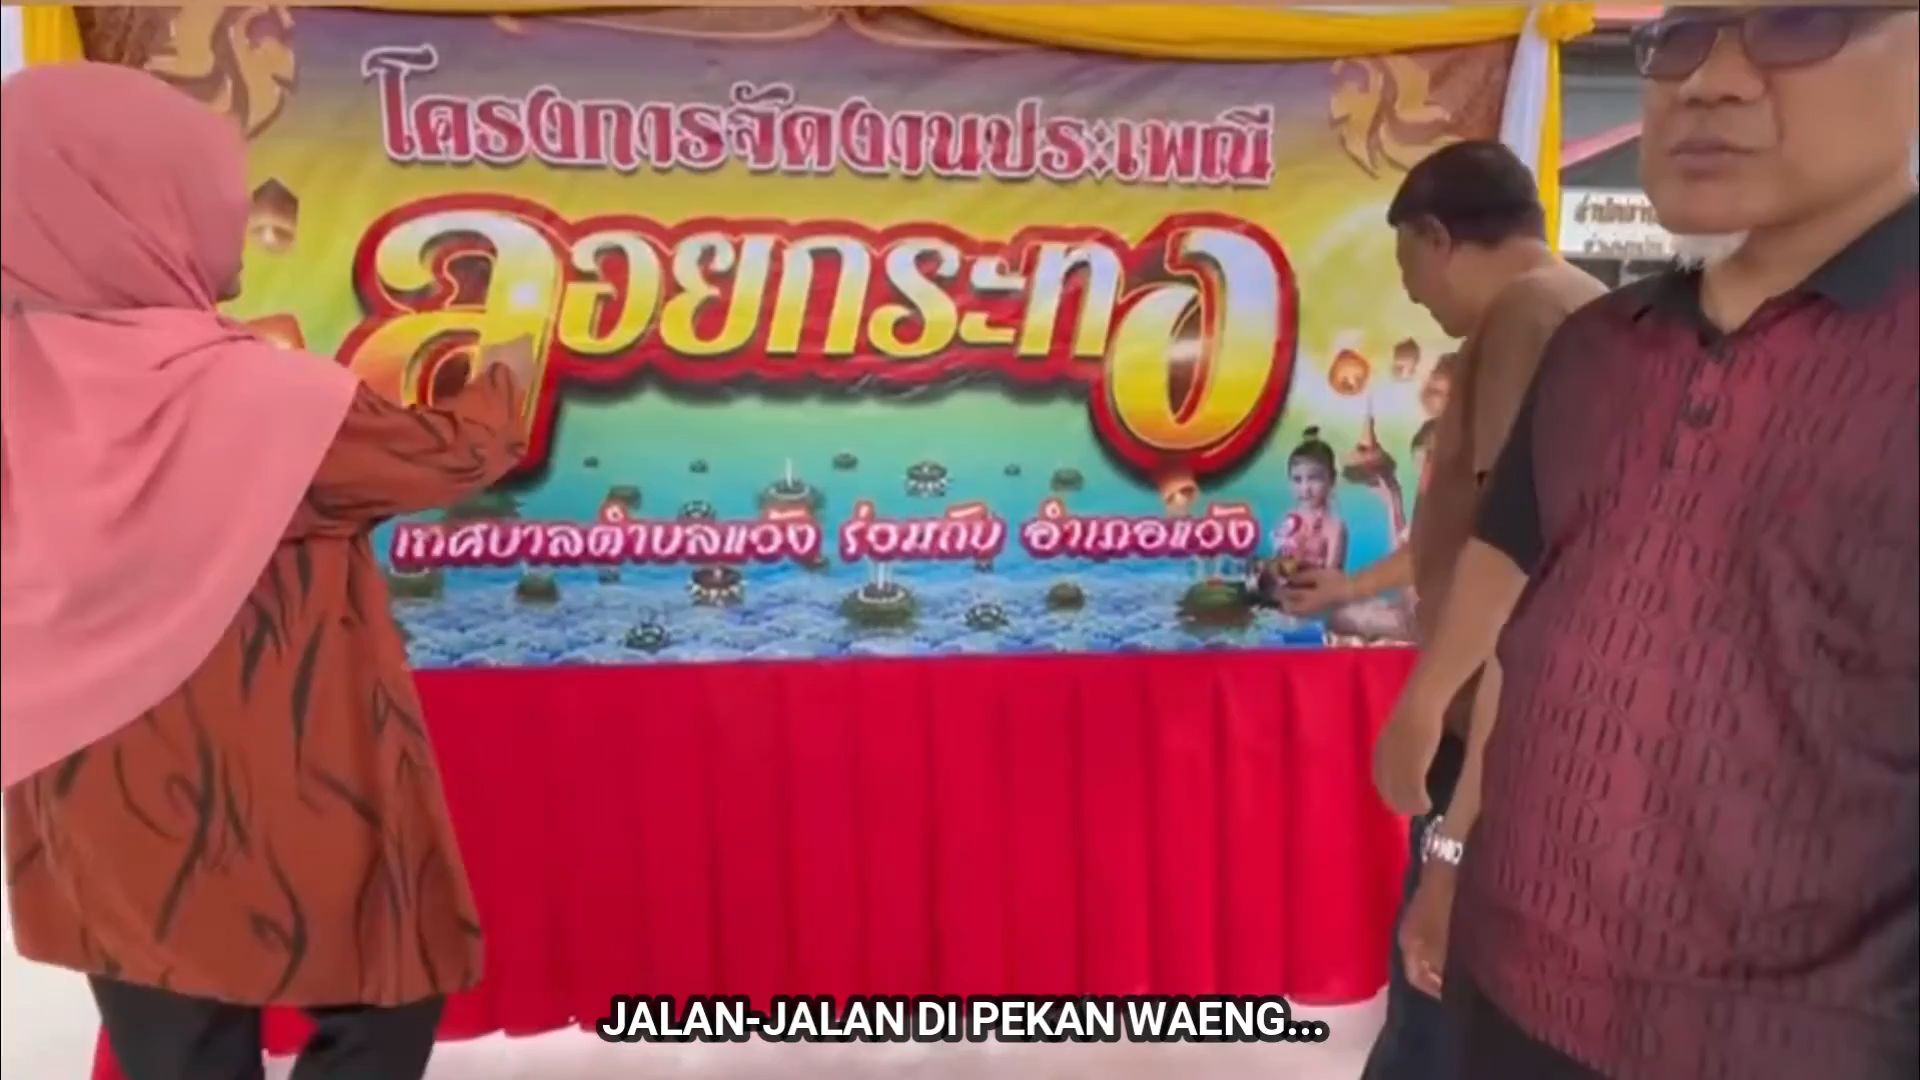 โครงการจัดงานประเพณี
ลอยกระทง
เทศบาลตำบลแว้ง ร่วมกับ อำเภอแว้ง
JALAN-JALAN DI PEKAN WAENG...